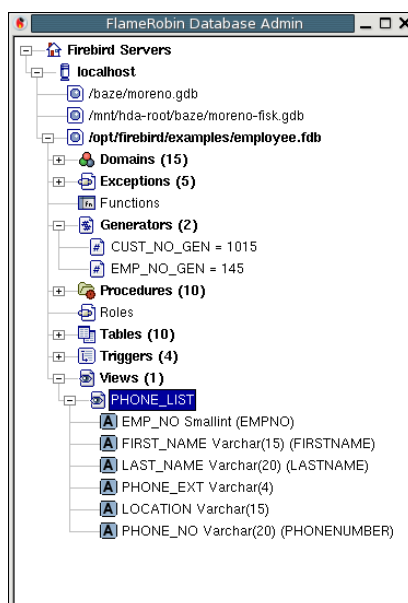 FlameRobin Database Admin
Firebird Servers
localhost
/baze/moreno.gdb
/mnt/hda-root/baze/moreno-fisk.gdb
/opt/firebird/examples/employee.fdb
Domains (15)
Exceptions (5)
fn Functions
Generators (2)
# CUST_NO_GEN = 1015
# EMP_NO_GEN = 145
Procedures (10)
Roles
Tables (10)
Triggers (4)
Views (1)
PHONE_LIST
A EMP_NO Smallint (EMPNO)
A FIRST_NAME Varchar(15) (FIRSTNAME)
A LAST_NAME Varchar(20) (LASTNAME)
A PHONE_EXT Varchar(4)
A LOCATION Varchar(15)
A PHONE_NO Varchar(20) (PHONENUMBER)